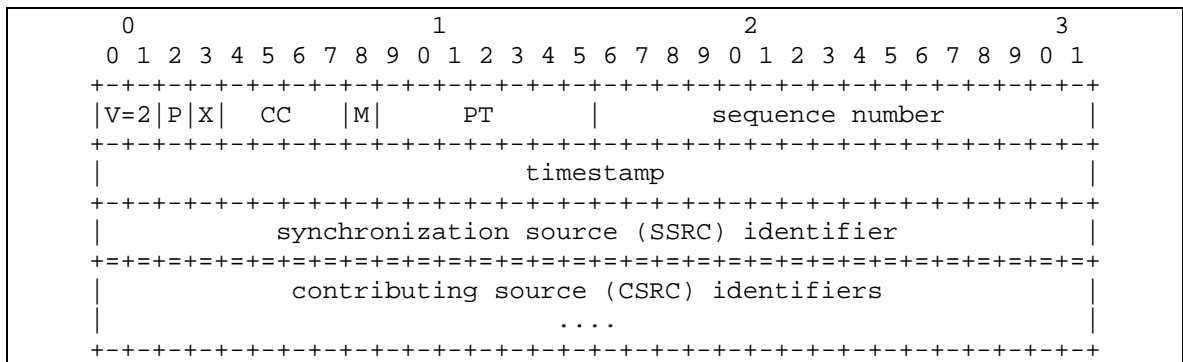 0                   1                   2                   3
 0 1 2 3 4 5 6 7 8 9 0 1 2 3 4 5 6 7 8 9 0 1 2 3 4 5 6 7 8 9 0 1
+-+-+-+-+-+-+-+-+-+-+-+-+-+-+-+-+-+-+-+-+-+-+-+-+-+-+-+-+-+-+-+-+
|V=2|P|X|  CC   |M|     PT      |       sequence number         |
+-+-+-+-+-+-+-+-+-+-+-+-+-+-+-+-+-+-+-+-+-+-+-+-+-+-+-+-+-+-+-+-+
|                           timestamp                           |
+-+-+-+-+-+-+-+-+-+-+-+-+-+-+-+-+-+-+-+-+-+-+-+-+-+-+-+-+-+-+-+-+
|           synchronization source (SSRC) identifier            |
+=+=+=+=+=+=+=+=+=+=+=+=+=+=+=+=+=+=+=+=+=+=+=+=+=+=+=+=+=+=+=+=+
|            contributing source (CSRC) identifiers             |
|                             ....                              |
+-+-+-+-+-+-+-+-+-+-+-+-+-+-+-+-+-+-+-+-+-+-+-+-+-+-+-+-+-+-+-+-+